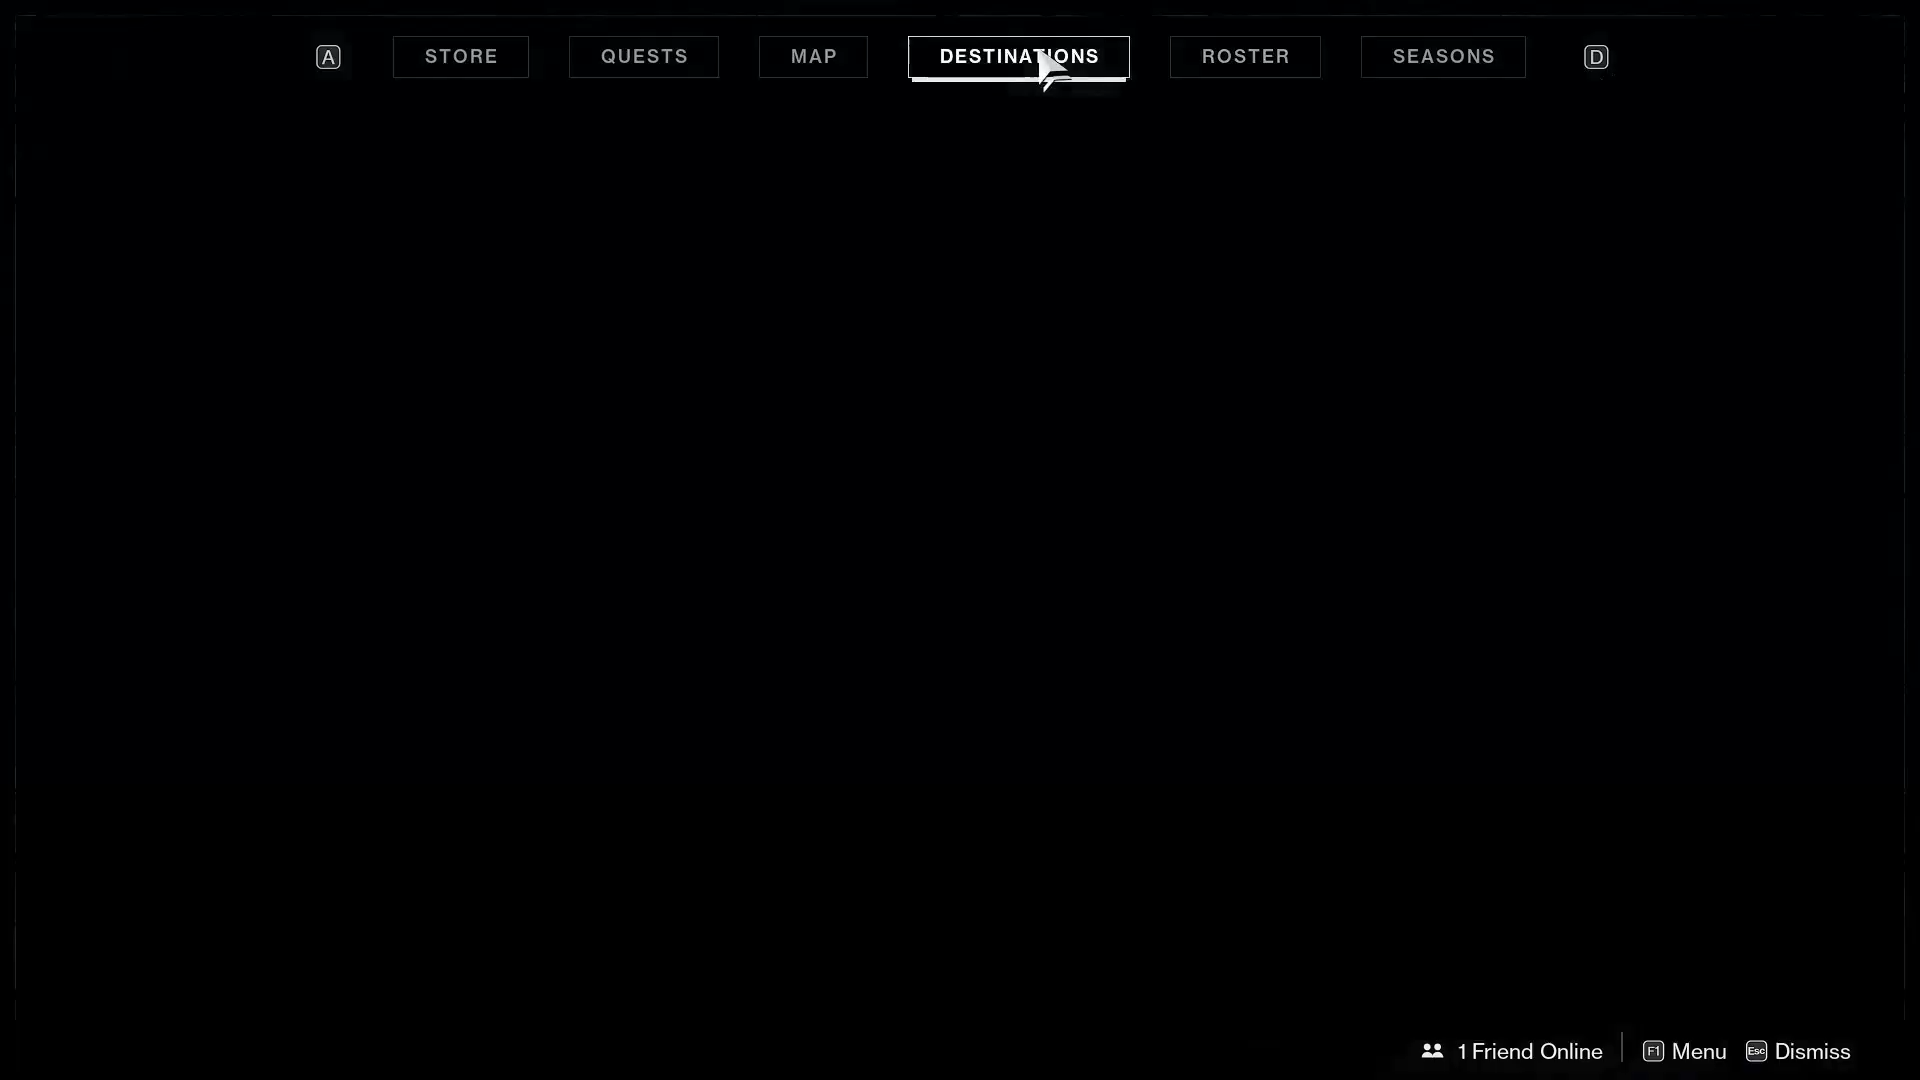 A STORE QUESTS MAP DESTINATIONS ROSTER SEASONS D
1 Friend Online F1 Menu Esc Dismiss